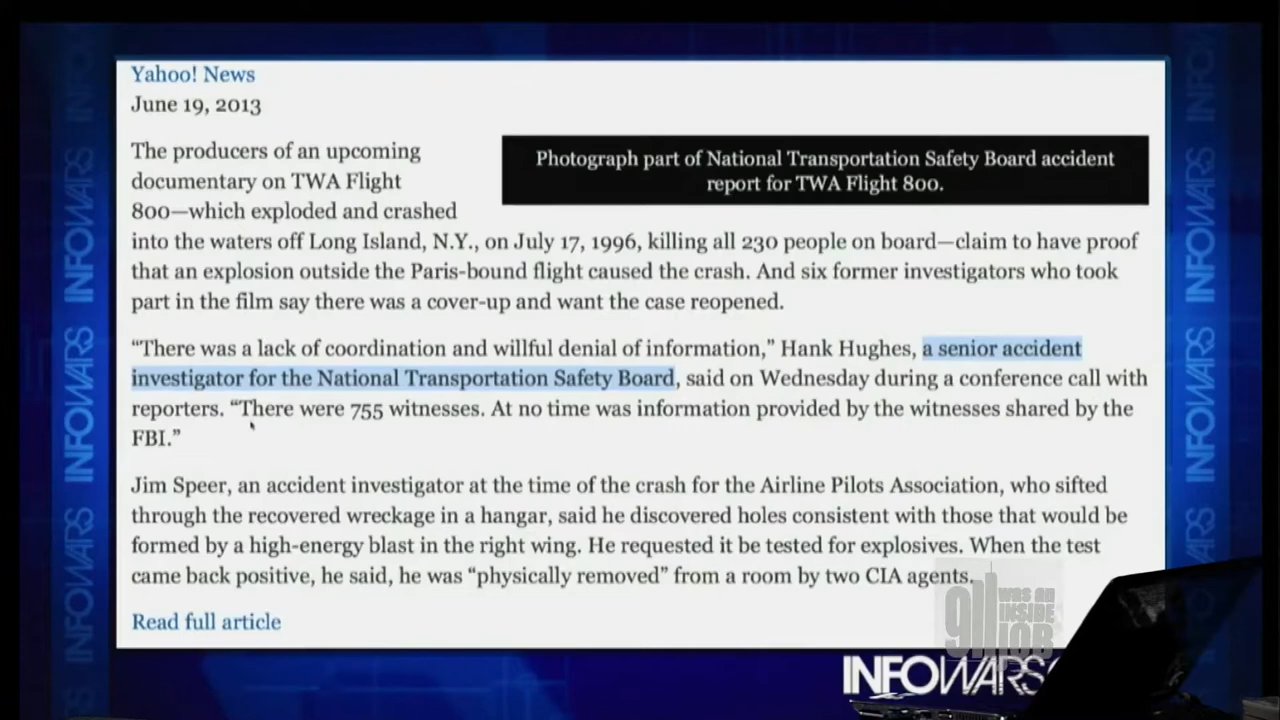 Yahoo! News
June 19, 2013
Photograph part of National Transportation Safety Board accident
report for TWA Flight 800.
The producers of an upcoming
documentary on TWA Flight
800—which exploded and crashed
into the waters off Long Island, N.Y., on July 17, 1996, killing all 230 people on board—claim to have proof
that an explosion outside the Paris-bound flight caused the crash. And six former investigators who took
part in the film say there was a cover-up and want the case reopened.
“There was a lack of coordination and willful denial of information,” Hank Hughes, a senior accident
investigator for the National Transportation Safety Board, said on Wednesday during a conference call with
reporters. “There were 755 witnesses. At no time was information provided by the witnesses shared by the
FBI.”
Jim Speer, an accident investigator at the time of the crash for the Airline Pilots Association, who sifted
through the recovered wreckage in a hangar, said he discovered holes consistent with those that would be
formed by a high-energy blast in the right wing. He requested it be tested for explosives. When the test
came back positive, he said, he was “physically removed” from a room by two CIA agents.
Read full article
911 WAS AN
INSIDE
JOB
INFOWARS
INFOWARS
INFOWARS
INFOWARS
INFOWARS